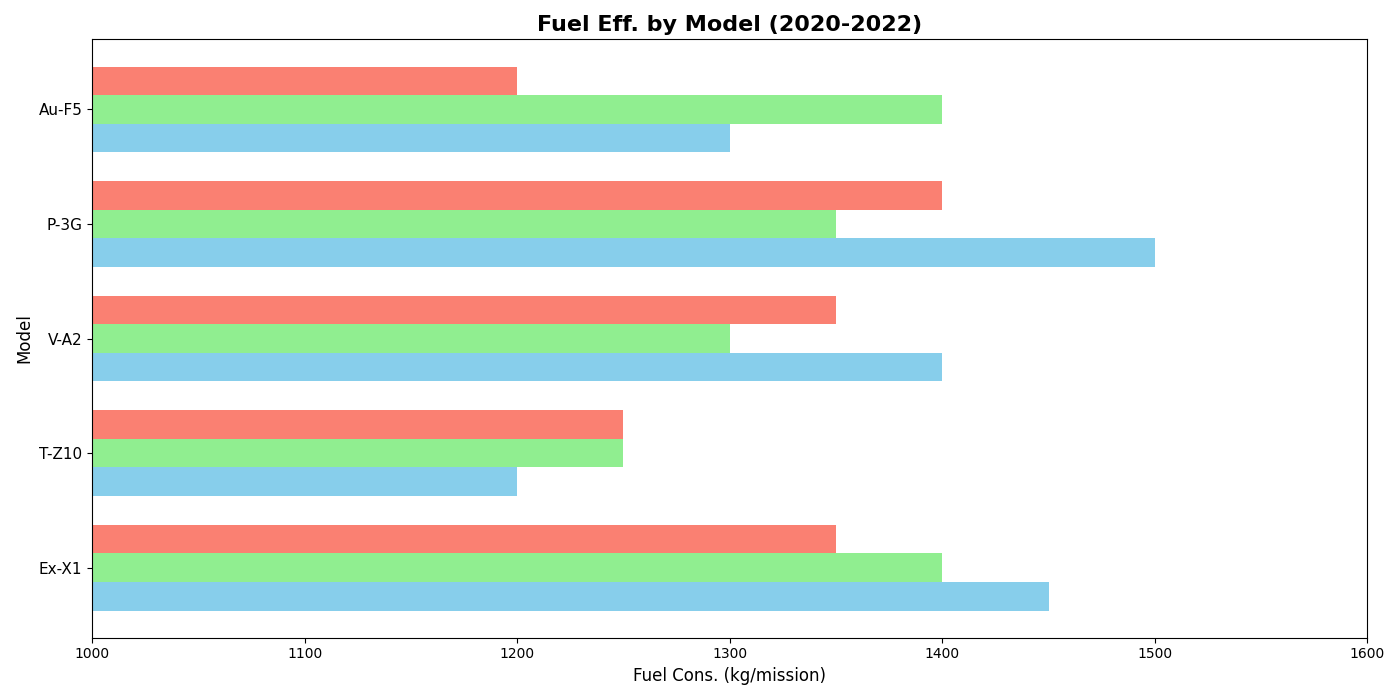 Fuel Eff. by Model (2020-2022)
Au-F5
P-3G
V-A2
T-Z10
Ex-X1
Model
1000 1100 1200 1300 1400 1500 1600
Fuel Cons. (kg/mission)